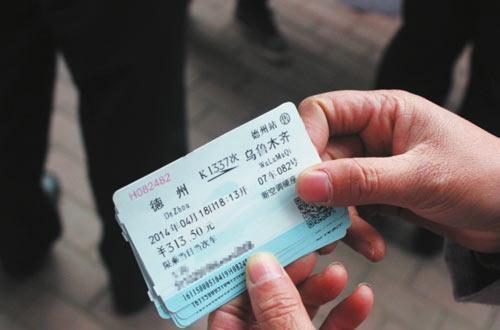 H082482 德州站 ㊕
德州 K1337次 乌鲁木齐
DeZhou WuLuMuQi
2014年04月18日18:13开 07车082号
¥313.50元 新空调硬座
限乘当日当次车